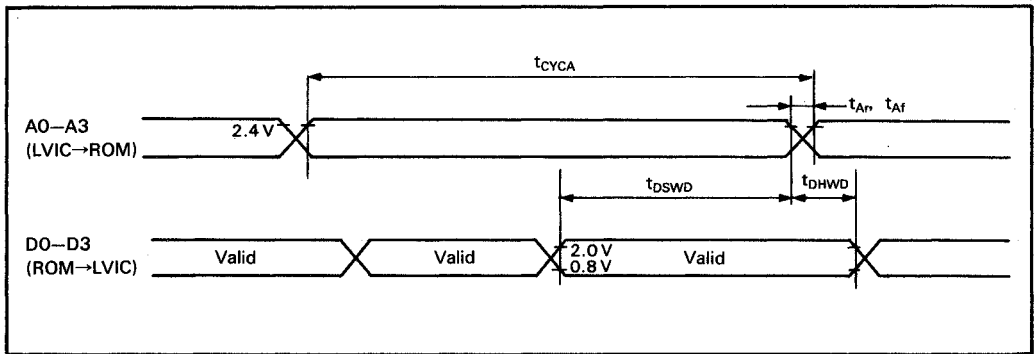 tCYCA
tAr, tAf
A0–A3
(LVIC→ROM)
2.4 V
tDSWD
tDHWD
D0–D3
(ROM→LVIC)
Valid
Valid
2.0 V
0.8 V
Valid